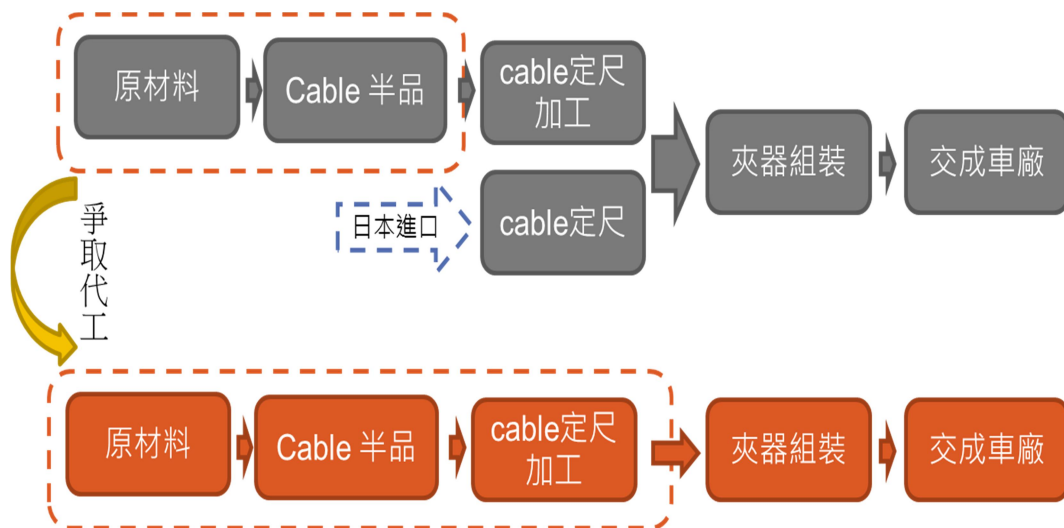 原材料
Cable 半品
cable定尺
加工
夾器組裝
交成車廠
日本進口
cable定尺
爭取代工
原材料
Cable 半品
cable定尺
加工
夾器組裝
交成車廠